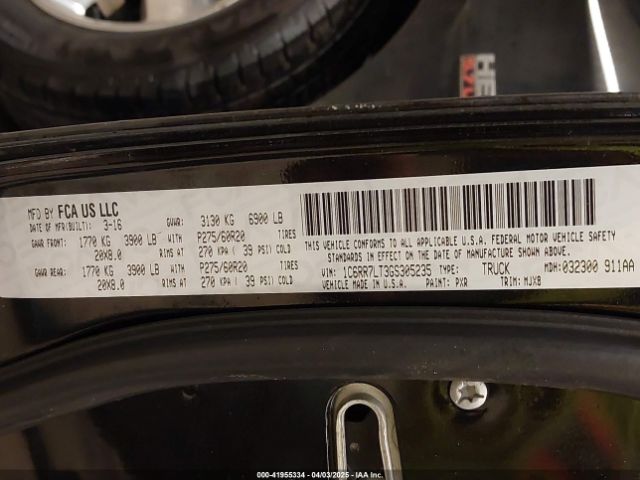 MFD BY FCA US LLC
DATE OF MFR(BUILT): 3-16
GVWR: 3130 KG 6900 LB
GAWR FRONT: 1770 KG 3900 LB WITH P275/60R20 TIRES
20X8.0 RIMS AT 270 KPA ( 39 PSI) COLD
GAWR REAR: 1770 KG 3900 LB WITH P275/60R20 TIRES
20X8.0 RIMS AT 270 KPA ( 39 PSI) COLD
THIS VEHICLE CONFORMS TO ALL APPLICABLE U.S.A. FEDERAL MOTOR VEHICLE SAFETY
STANDARDS IN EFFECT ON THE DATE OF MANUFACTURE SHOWN ABOVE.
VIN: 1C6RR7LT3GS305235 TYPE: TRUCK MDH: 032300 911AA
VEHICLE MADE IN U.S.A. PAINT: PXR TRIM: MJX8
000-41955334 - 04/03/2025 - IAA Inc.